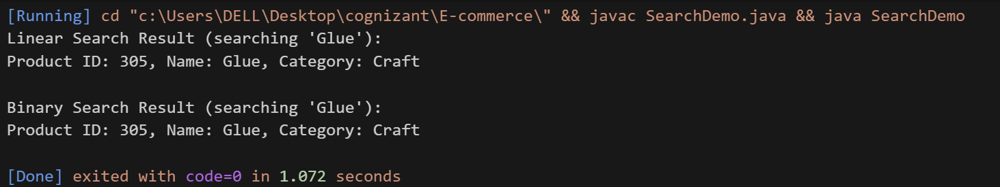 [Running] cd "c:\Users\DELL\Desktop\cognizant\E-commerce\" && javac SearchDemo.java && java SearchDemo
Linear Search Result (searching 'Glue'):
Product ID: 305, Name: Glue, Category: Craft
Binary Search Result (searching 'Glue'):
Product ID: 305, Name: Glue, Category: Craft
[Done] exited with code=0 in 1.072 seconds